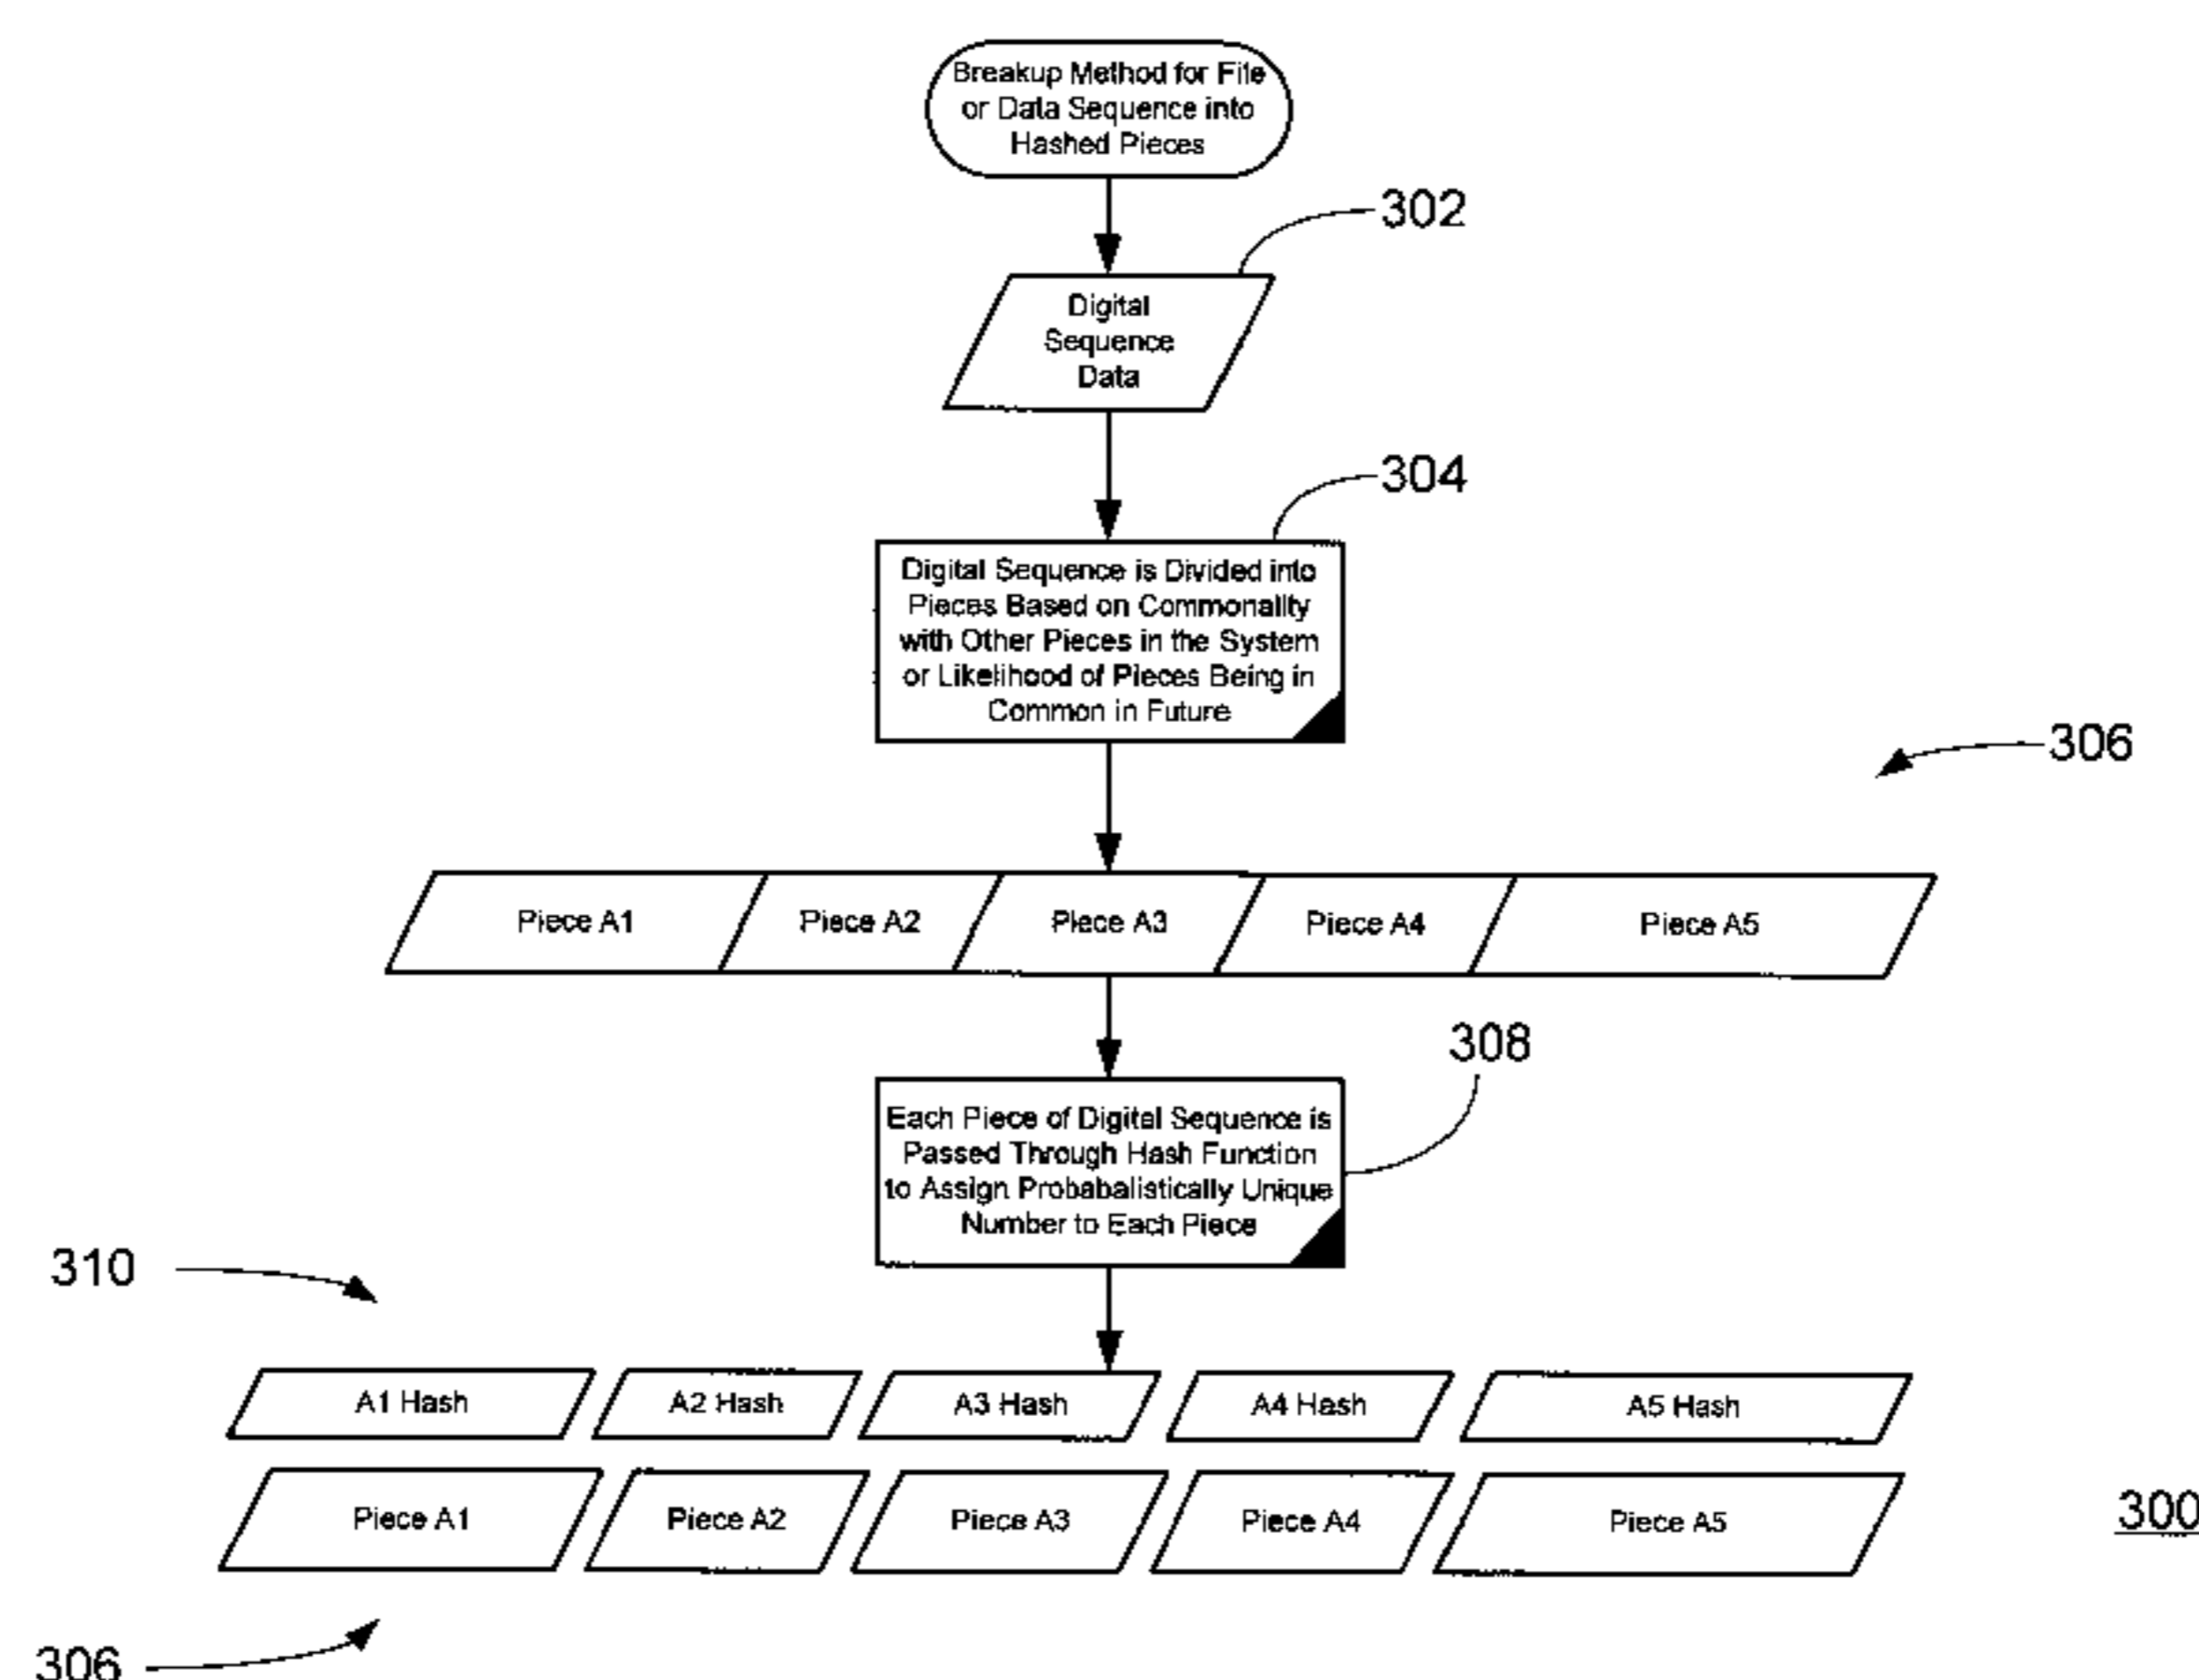 Breakup Method for File
or Data Sequence into
Hashed Pieces
302
Digital
Sequence
Data
304
Digital Sequence is Divided into
Pieces Based on Commonality
with Other Pieces in the System
or Likelihood of Pieces Being in
Common in Future
306
Piece A1 Piece A2 Piece A3 Piece A4 Piece A5
308
Each Piece of Digital Sequence is
Passed Through Hash Function
to Assign Probabalistically Unique
Number to Each Piece
310
A1 Hash A2 Hash A3 Hash A4 Hash A5 Hash
Piece A1 Piece A2 Piece A3 Piece A4 Piece A5
300
306